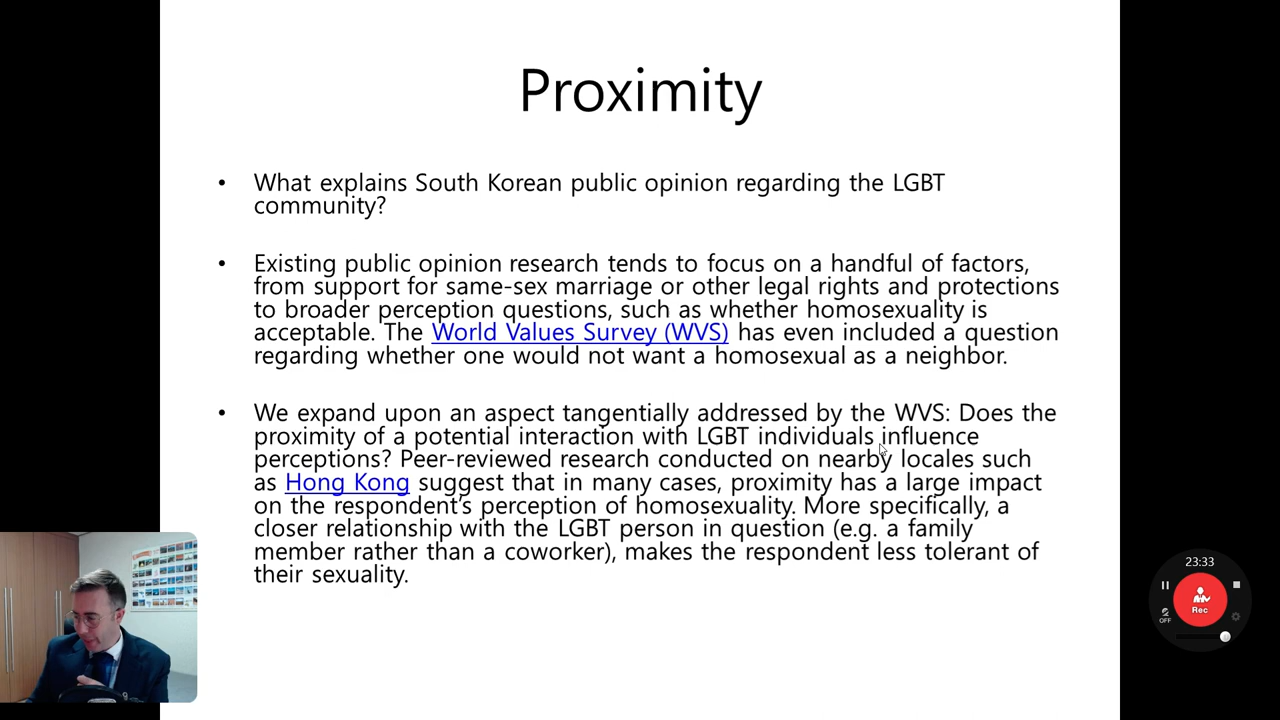 Proximity
• What explains South Korean public opinion regarding the LGBT
community?
• Existing public opinion research tends to focus on a handful of factors,
from support for same-sex marriage or other legal rights and protections
to broader perception questions, such as whether homosexuality is
acceptable. The World Values Survey (WVS) has even included a question
regarding whether one would not want a homosexual as a neighbor.
• We expand upon an aspect tangentially addressed by the WVS: Does the
proximity of a potential interaction with LGBT individuals influence
perceptions? Peer-reviewed research conducted on nearby locales such
as Hong Kong suggest that in many cases, proximity has a large impact
on the respondent's perception of homosexuality. More specifically, a
closer relationship with the LGBT person in question (e.g. a family
member rather than a coworker), makes the respondent less tolerant of
their sexuality.
23:33
Rec
OFF